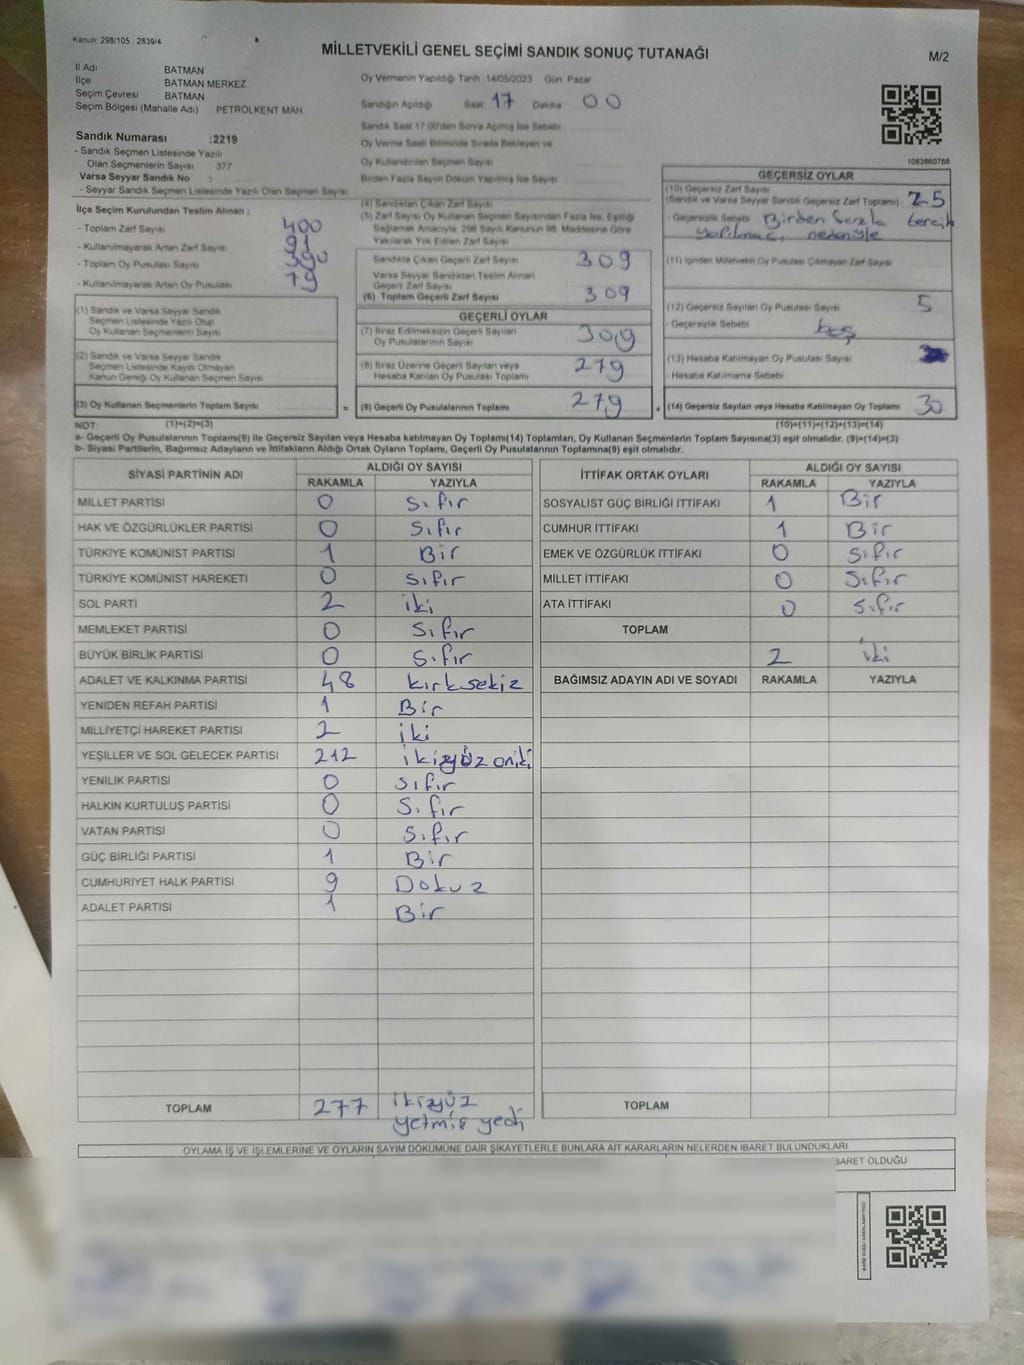 Kanun: 298/105 , 2839/4
MİLLETVEKİLİ GENEL SEÇİMİ SANDIK SONUÇ TUTANAĞI
M/2
İl Adı BATMAN
İlçe BATMAN MERKEZ
Seçim Çevresi BATMAN
Seçim Bölgesi (Mahalle Adı) PETROLKENT MAH.
Oy Vermenin Yapıldığı Tarih :14/05/2023 Gün: Pazar
Sandığın Açıldığı Saat 17 Dakika 00
Sandık Saat 17.00'den Sonra Açılmış İse Sebebi
Oy Verme Saati Bitiminde Sırada Bekleyen ve
Oy Kullandırılan Seçmen Sayısı
Birden Fazla Sayım Döküm Yapılmış İse Sayısı
Sandık Numarası :2219
- Sandık Seçmen Listesinde Yazılı
Olan Seçmenlerin Sayısı 377
Varsa Seyyar Sandık No :
- Seyyar Sandık Seçmen Listesinde Yazılı Olan Seçmen Sayısı:
1083860788
İlçe Seçim Kurulundan Teslim Alınan ;
- Toplam Zarf Sayısı 400
- Kullanılmayarak Artan Zarf Sayısı 91
- Toplam Oy Pusulası Sayısı
- Kullanılmayarak Artan Oy Pusulası 79
(1) Sandık ve Varsa Seyyar Sandık
Seçmen Listesinde Yazılı Olup
Oy Kullanan Seçmenlerin Sayısı
(2) Sandık ve Varsa Seyyar Sandık
Seçmen Listesinde Kayıtlı Olmayan
Kanun Gereği Oy Kullanan Seçmen Sayısı
(3) Oy Kullanan Seçmenlerin Toplam Sayısı
(4) Sandıktan Çıkan Zarf Sayısı
(5) Zarf Sayısı Oy Kullanan Seçmen Sayısından Fazla İse, Eşitliği
Sağlamak Amacıyla, 298 Sayılı Kanunun 98. Maddesine Göre
Yakılarak Yok Edilen Zarf Sayısı
Sandıkta Çıkan Geçerli Zarf Sayısı 309
Varsa Seyyar Sandıktan Teslim Alınan
Geçerli Zarf Sayısı
(6) Toplam Geçerli Zarf Sayısı 309
GEÇERLİ OYLAR
(7) İtiraz Edilmeksizin Geçerli Sayılan
Oy Pusulalarının Sayısı 309
(8) İtiraz Üzerine Geçerli Sayılan veya
Hesaba Katılan Oy Pusulası Toplamı 279
= (9) Geçerli Oy Pusulalarının Toplamı 279
GEÇERSİZ OYLAR
(10) Geçersiz Zarf Sayısı
(Sandık ve Varsa Seyyar Sandık Geçersiz Zarf Toplamı) 25
- Geçersizlik Sebebi Birden fazla tercih
nedeniyle
(11) İçinden Milletvekili Oy Pusulası Çıkmayan Zarf Sayısı
(12) Geçersiz Sayılan Oy Pusulası Sayısı 5
- Geçersizlik Sebebi boş
(13) Hesaba Katılmayan Oy Pusulası Sayısı
- Hesaba Katılmama Sebebi
+ (14) Geçersiz Sayılan veya Hesaba Katılmayan Oy Toplamı 30
NOT: (1)+(2)=(3) (10)+(11)+(12)+(13)=(14)
a- Geçerli Oy Pusulalarının Toplamı(9) ile Geçersiz Sayılan veya Hesaba katılmayan Oy Toplamı(14) Toplamları, Oy Kullanan Seçmenlerin Toplam Sayısına(3) eşit olmalıdır. (9)+(14)=(3)
b- Siyasi Partilerin, Bağımsız Adayların ve İttifakların Aldığı Ortak Oyların Toplamı, Geçerli Oy Pusulalarının Toplamına(9) eşit olmalıdır.
SİYASİ PARTİNİN ADI ALDIĞI OY SAYISI
RAKAMLA YAZIYLA
MİLLET PARTİSİ 0 Sıfır
HAK VE ÖZGÜRLÜKLER PARTİSİ 0 Sıfır
TÜRKİYE KOMÜNİST PARTİSİ 1 Bir
TÜRKİYE KOMÜNİST HAREKETİ 0 Sıfır
SOL PARTİ 2 iki
MEMLEKET PARTİSİ 0 Sıfır
BÜYÜK BİRLİK PARTİSİ 0 Sıfır
ADALET VE KALKINMA PARTİSİ 48 kırksekiz
YENİDEN REFAH PARTİSİ 1 Bir
MİLLİYETÇİ HAREKET PARTİSİ 2 iki
YEŞİLLER VE SOL GELECEK PARTİSİ 212 ikiyüz oniki
YENİLİK PARTİSİ 0 Sıfır
HALKIN KURTULUŞ PARTİSİ 0 Sıfır
VATAN PARTİSİ 0 Sıfır
GÜÇ BİRLİĞİ PARTİSİ 1 Bir
CUMHURİYET HALK PARTİSİ 9 Dokuz
ADALET PARTİSİ 1 Bir
TOPLAM 277 ikiyüz
yetmiş yedi
İTTİFAK ORTAK OYLARI ALDIĞI OY SAYISI
RAKAMLA YAZIYLA
SOSYALİST GÜÇ BİRLİĞİ İTTİFAKI 1 Bir
CUMHUR İTTİFAKI 1 Bir
EMEK VE ÖZGÜRLÜK İTTİFAKI 0 Sıfır
MİLLET İTTİFAKI 0 Sıfır
ATA İTTİFAKI 0 Sıfır
TOPLAM
2 iki
BAĞIMSIZ ADAYIN ADI VE SOYADI RAKAMLA YAZIYLA
TOPLAM
OYLAMA İŞ VE İŞLEMLERİNE VE OYLARIN SAYIM DÖKÜMÜNE DAİR ŞİKAYETLERLE BUNLARA AİT KARARLARIN NELERDEN İBARET BULUNDUKLARI
BARET OLDUĞU